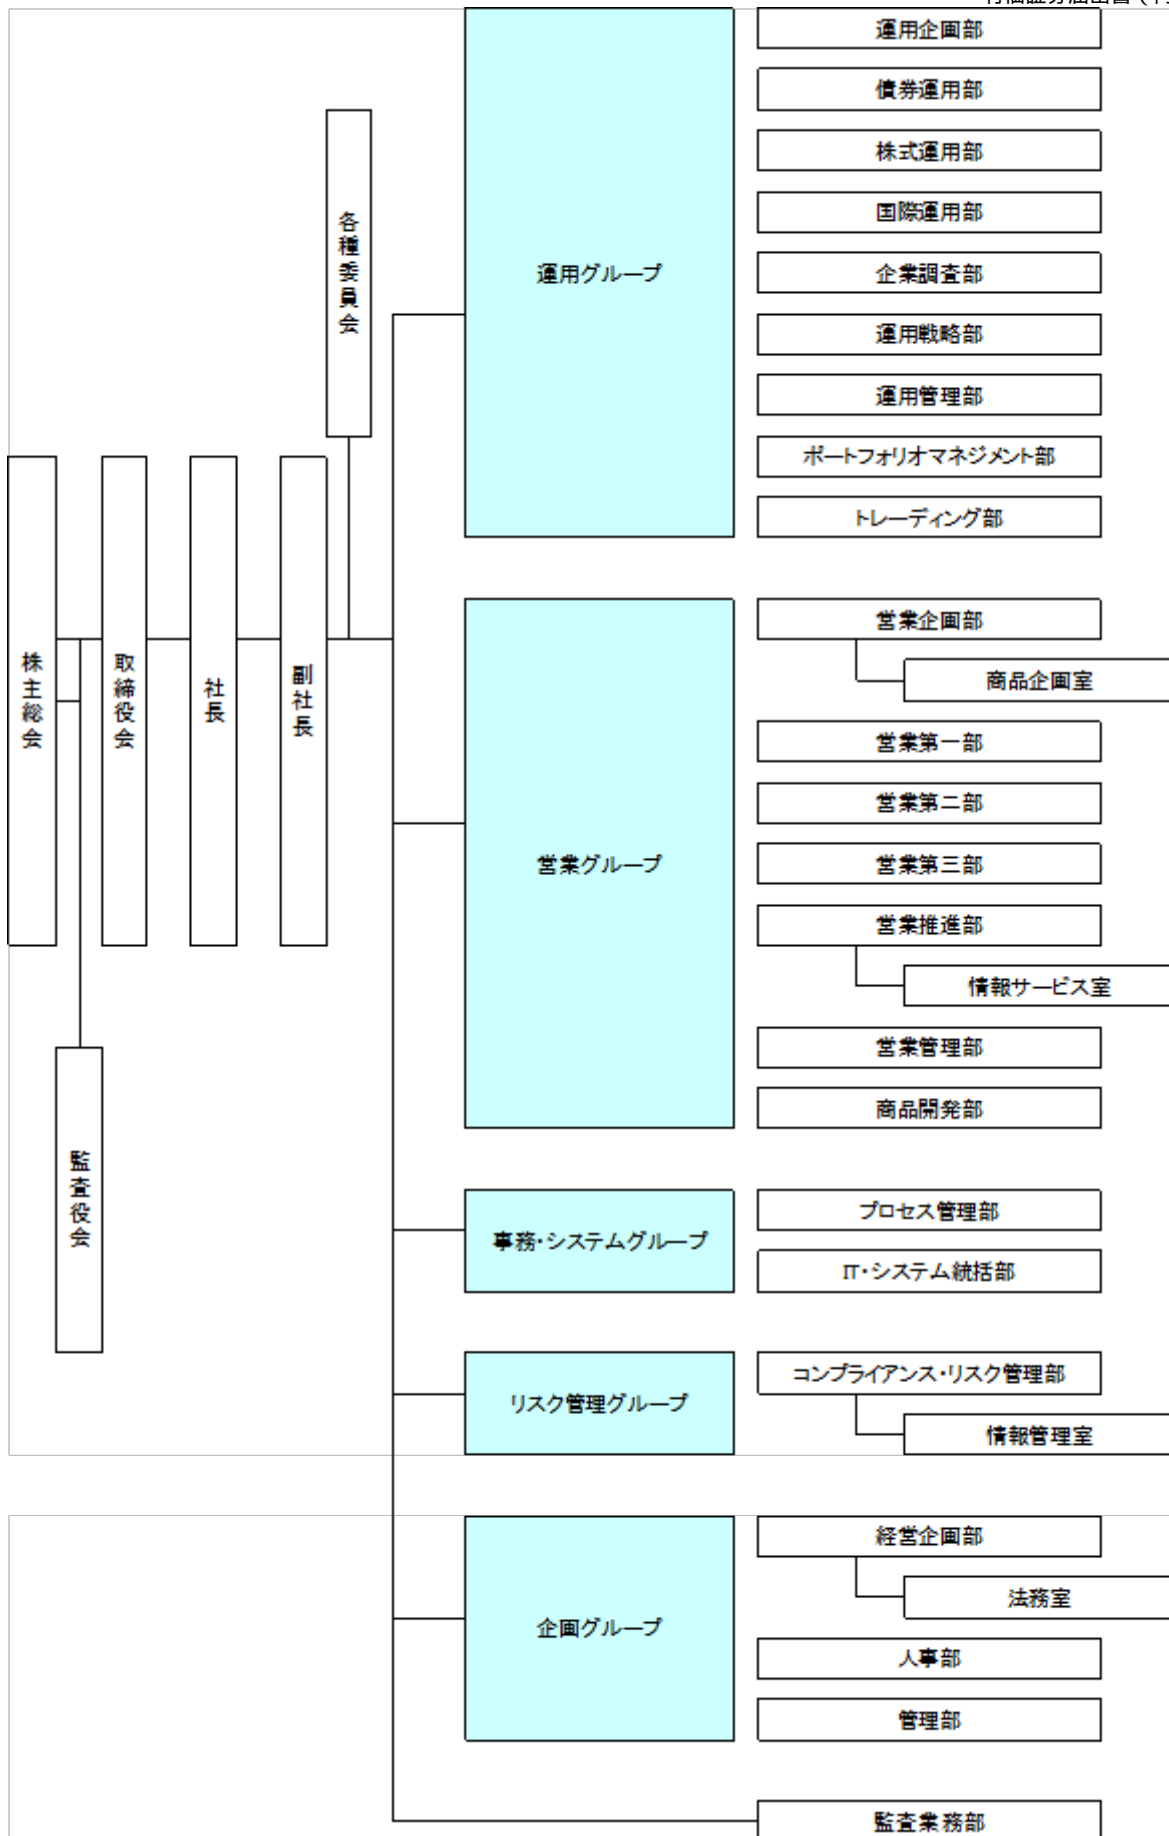 運用企画部
債券運用部
株式運用部
国際運用部
企業調査部
運用戦略部
運用管理部
ポートフォリオマネジメント部
トレーディング部
各種委員会
運用グループ
株主総会
取締役会
社長
副社長
監査役会
営業グループ
営業企画部
商品企画室
営業第一部
営業第二部
営業第三部
営業推進部
情報サービス室
営業管理部
商品開発部
事務・システムグループ
プロセス管理部
IT・システム統括部
リスク管理グループ
コンプライアンス・リスク管理部
情報管理室
企画グループ
経営企画部
法務室
人事部
管理部
監査業務部